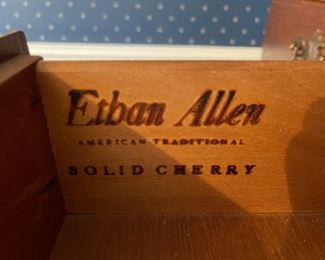 Ethan Allen
AMERICAN TRADITIONAL
SOLID CHERRY